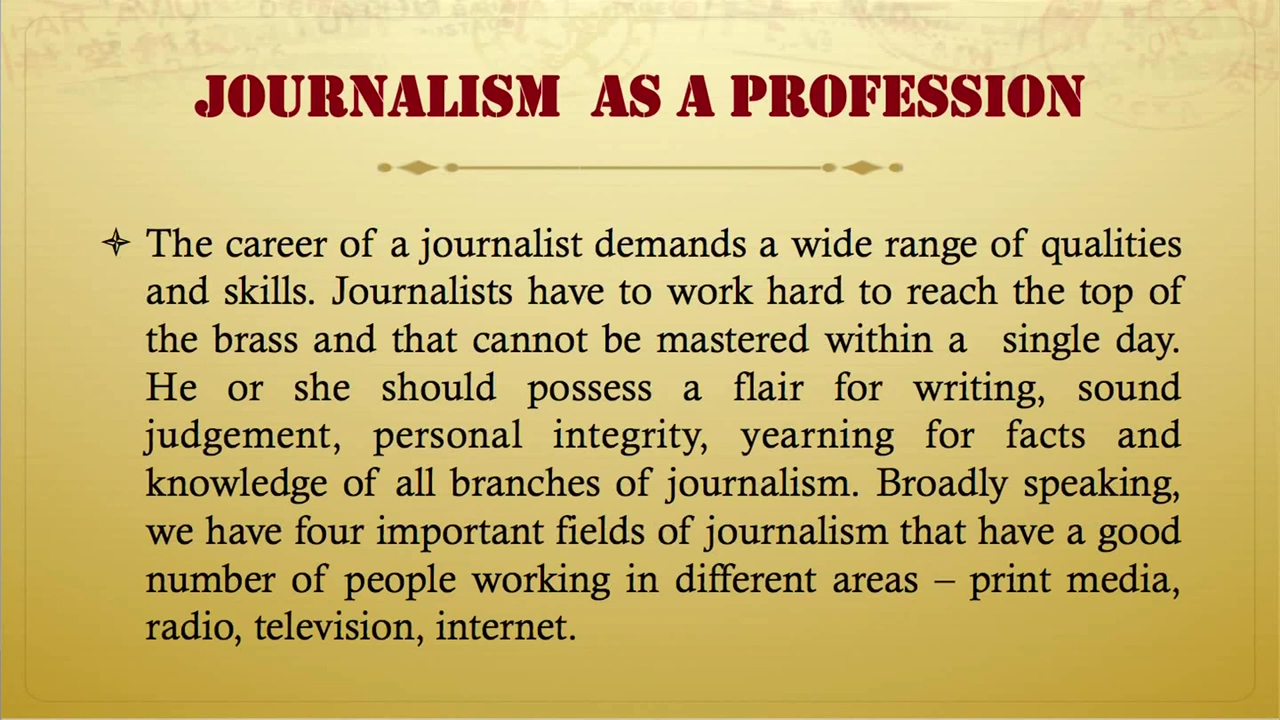 JOURNALISM AS A PROFESSION
The career of a journalist demands a wide range of qualities
and skills. Journalists have to work hard to reach the top of
the brass and that cannot be mastered within a single day.
He or she should possess a flair for writing, sound
judgement, personal integrity, yearning for facts and
knowledge of all branches of journalism. Broadly speaking,
we have four important fields of journalism that have a good
number of people working in different areas – print media,
radio, television, internet.